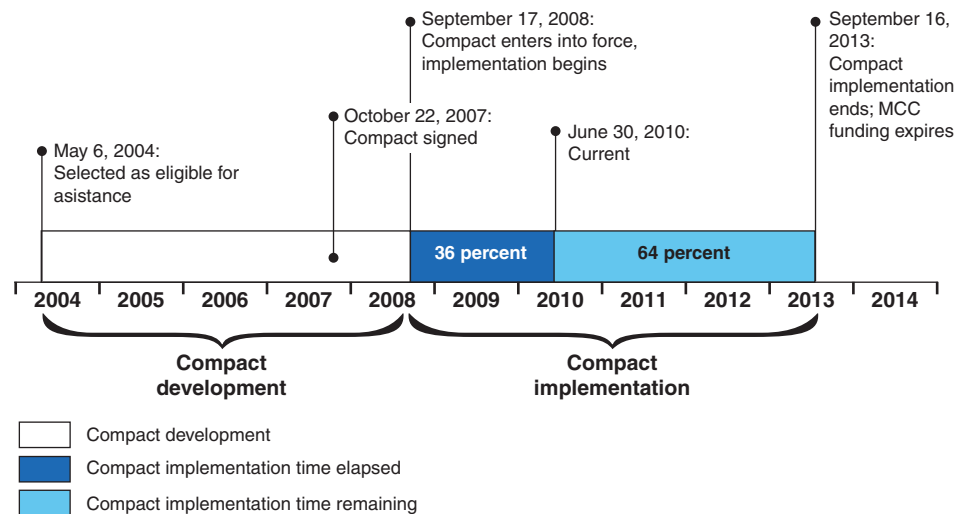 September 17, 2008:
Compact enters into force,
implementation begins
September 16,
2013:
Compact
implementation
ends; MCC
funding expires
October 22, 2007:
Compact signed
June 30, 2010:
Current
May 6, 2004:
Selected as eligible for
asistance
36 percent
64 percent
2004 2005 2006 2007 2008 2009 2010 2011 2012 2013 2014
Compact
development
Compact
implementation
Compact development
Compact implementation time elapsed
Compact implementation time remaining